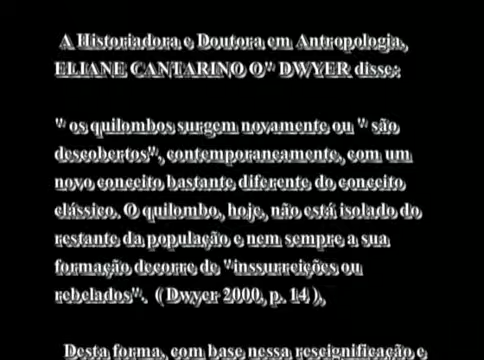 A Historiadora e Doutora em Antropologia,
ELIANE CANTARINO O" DWYER disse:
" os quilombos surgem novamente ou " são
descobertos", contemporaneamente, com um
novo conceito bastante diferente do conceito
clássico. O quilombo, hoje, não está isolado do
restante da população e nem sempre a sua
formação decorre de "inssurreições ou
rebelados". ( Dwyer 2000, p. 14 ),
Desta forma, com base nessa resignificação e